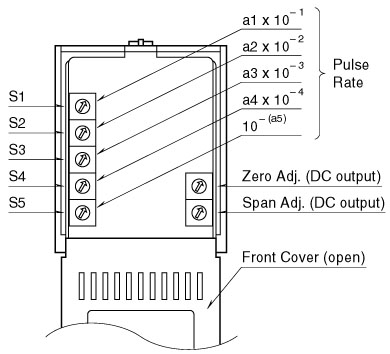 a1 x 10⁻¹
a2 x 10⁻²
a3 x 10⁻³
a4 x 10⁻⁴
10⁻⁽ᵃ⁵⁾
Pulse
Rate
S1
S2
S3
S4
S5
Zero Adj. (DC output)
Span Adj. (DC output)
Front Cover (open)